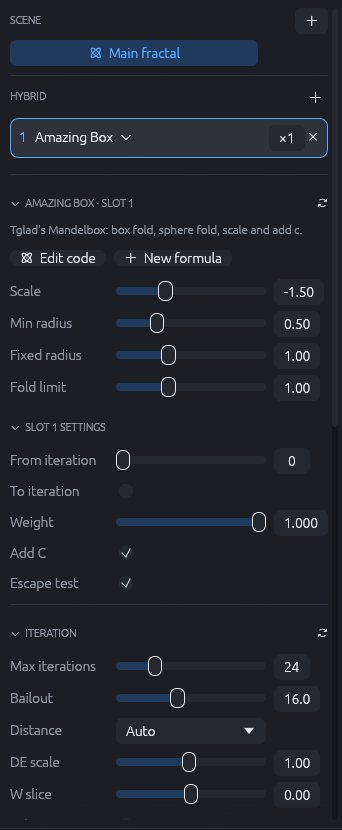 SCENE
+
Main fractal
HYBRID
+
1 Amazing Box ×1 ×
AMAZING BOX · SLOT 1
Tglad's Mandelbox: box fold, sphere fold, scale and add c.
Edit code + New formula
Scale -1.50
Min radius 0.50
Fixed radius 1.00
Fold limit 1.00
SLOT 1 SETTINGS
From iteration 0
To iteration
Weight 1.000
Add C ✓
Escape test ✓
ITERATION
Max iterations 24
Bailout 16.0
Distance Auto
DE scale 1.00
W slice 0.00